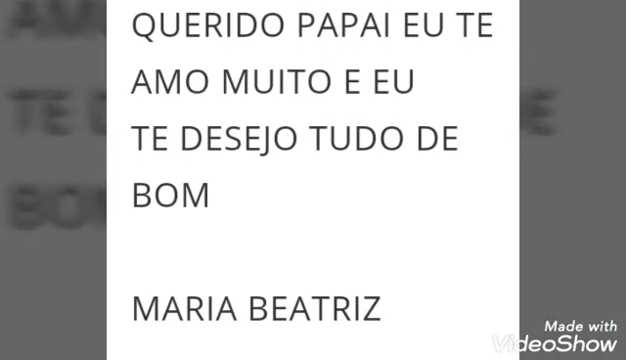 QUERIDO PAPAI EU TE
AMO MUITO E EU
TE DESEJO TUDO DE
BOM
MARIA BEATRIZ
Made with
VideoShow